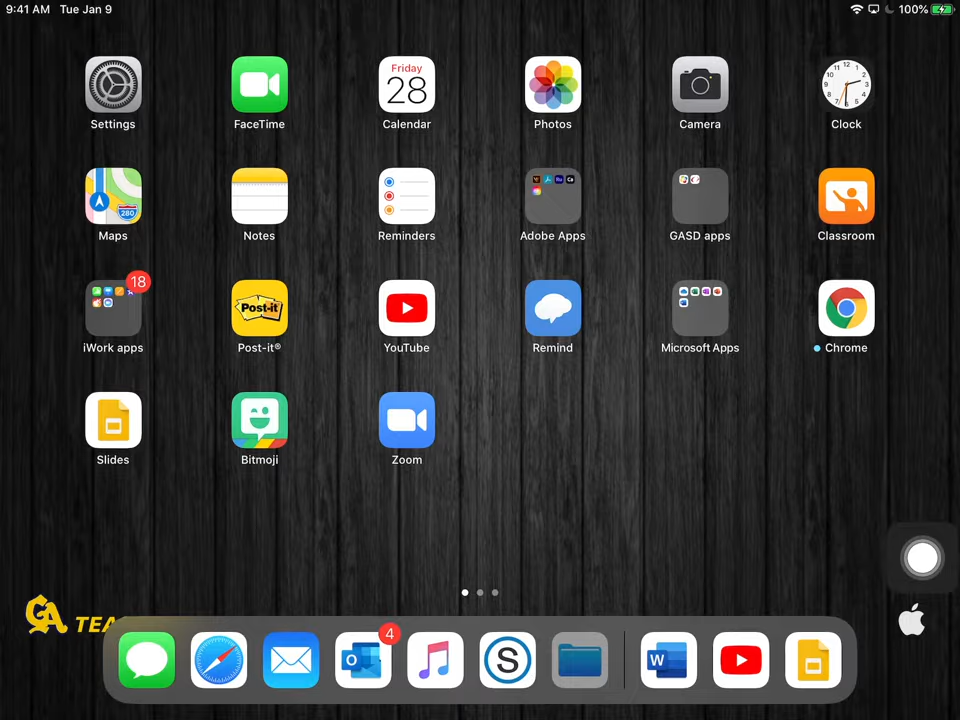 9:41 AM Tue Jan 9
100%
Friday
28
Settings
FaceTime
Calendar
Photos
Camera
Clock
280
Maps
Notes
Reminders
Adobe Apps
GASD apps
Classroom
18
Post-it
iWork apps
Post-it®
YouTube
Remind
Microsoft Apps
Chrome
Slides
Bitmoji
Zoom
GA TEA
4
O
S
W